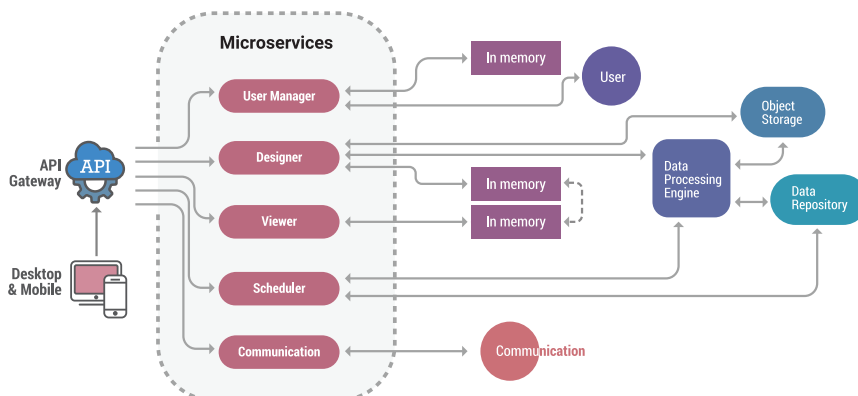 Microservices
In memory
User Manager
User
Object
Storage
API
API
Gateway
Designer
Data
Processing
Engine
In memory
Data
Repository
Viewer
In memory
Desktop
& Mobile
Scheduler
Communication
Communication